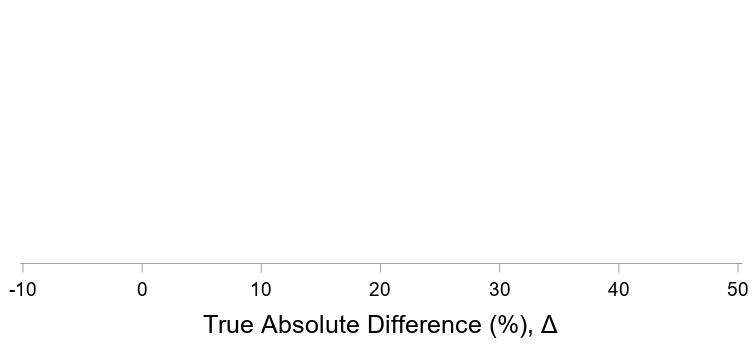 -10 0 10 20 30 40 50
True Absolute Difference (%), Δ